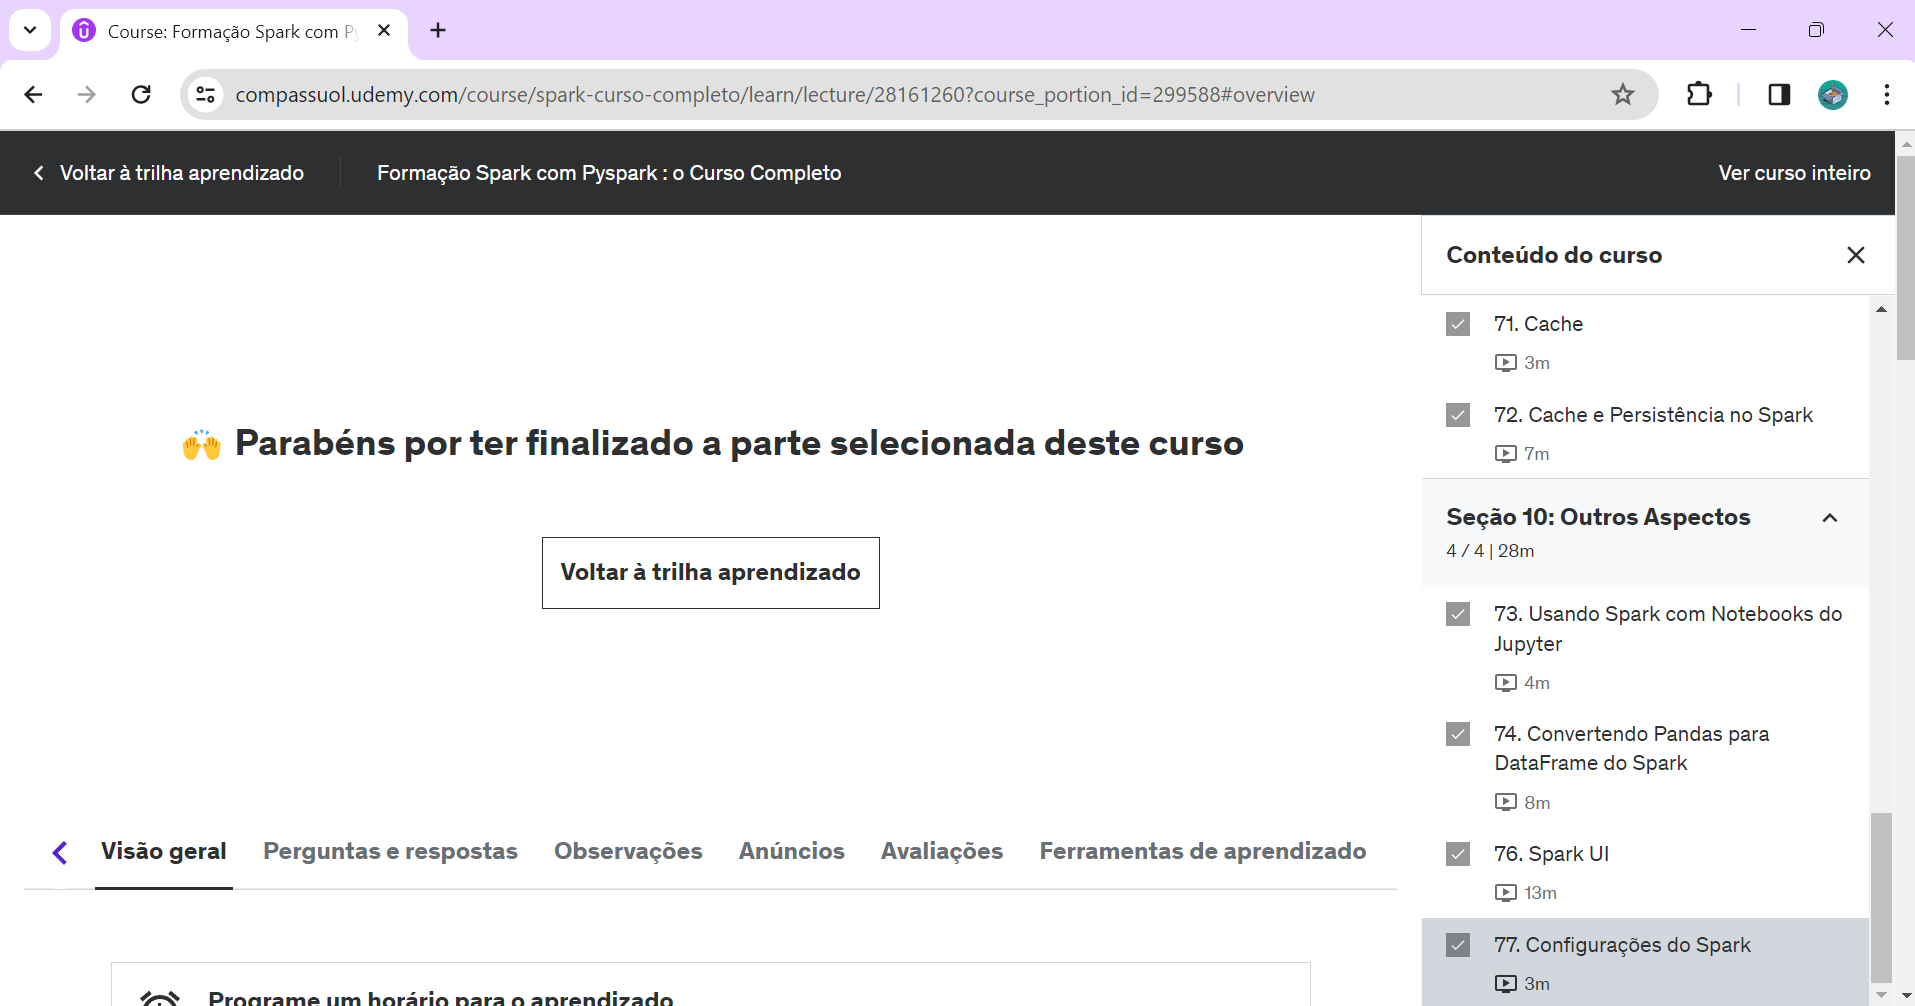 Course: Formação Spark com Py
compassuol.udemy.com/course/spark-curso-completo/learn/lecture/28161260?course_portion_id=299588#overview
Voltar à trilha aprendizado
Formação Spark com Pyspark : o Curso Completo
Ver curso inteiro
Parabéns por ter finalizado a parte selecionada deste curso
Voltar à trilha aprendizado
Visão geral
Perguntas e respostas
Observações
Anúncios
Avaliações
Ferramentas de aprendizado
Programe um horário para o aprendizado
Conteúdo do curso
71. Cache
3m
72. Cache e Persistência no Spark
7m
Seção 10: Outros Aspectos
4 / 4 | 28m
73. Usando Spark com Notebooks do
Jupyter
4m
74. Convertendo Pandas para
DataFrame do Spark
8m
76. Spark UI
13m
77. Configurações do Spark
3m